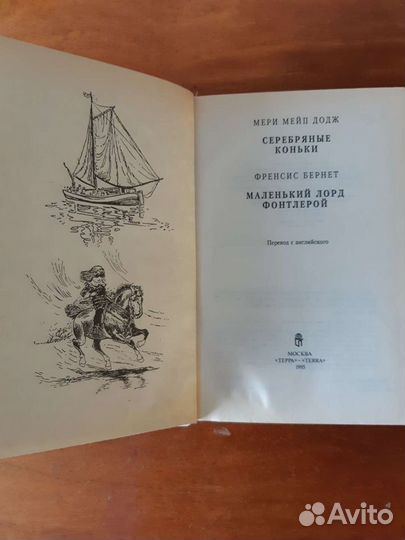 МЕРИ МЕЙП ДОДЖ
СЕРЕБРЯНЫЕ
КОНЬКИ
ФРЕНСИС БЕРНЕТ
МАЛЕНЬКИЙ ЛОРД
ФОНТЛЕРОЙ
Перевод с английского
МОСКВА
«ТЕРРА»–«TERRA»
1995
Avito